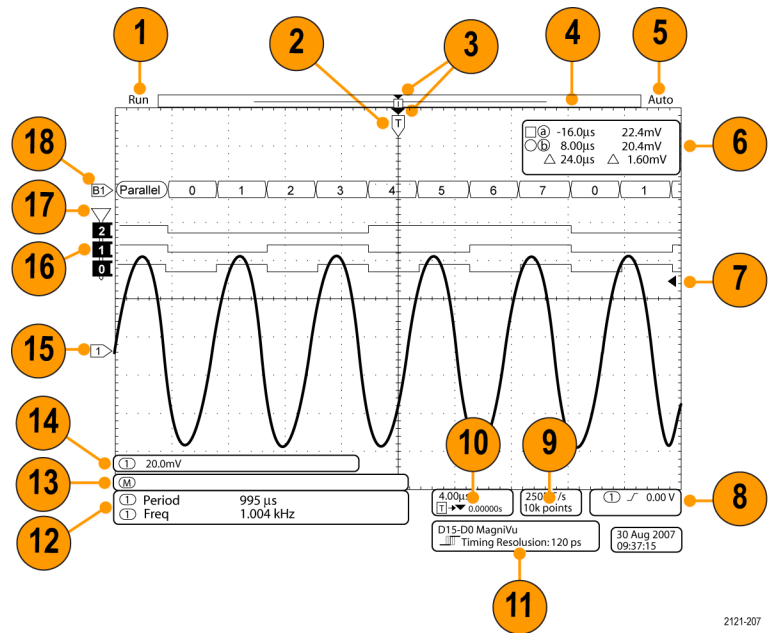 1
2
3
4
5
Run
Auto
T
ⓐ -16.0µs 22.4mV
ⓑ 8.00µs 20.4mV
△ 24.0µs △ 1.60mV
6
18
B1 Parallel 0 1 2 3 4 5 6 7 0 1
17
2
16
1
0
7
15
1
14
① 20.0mV
10
9
13
Ⓜ
4.00µs
① ⌡ 0.00 V
8
T → ▼ 0.00000s
10k points
12
① Period 995 µs
① Freq 1.004 kHz
D15-D0 MagniVu
Timing Resolusion: 120 ps
30 Aug 2007
09:37:15
11
2121-207